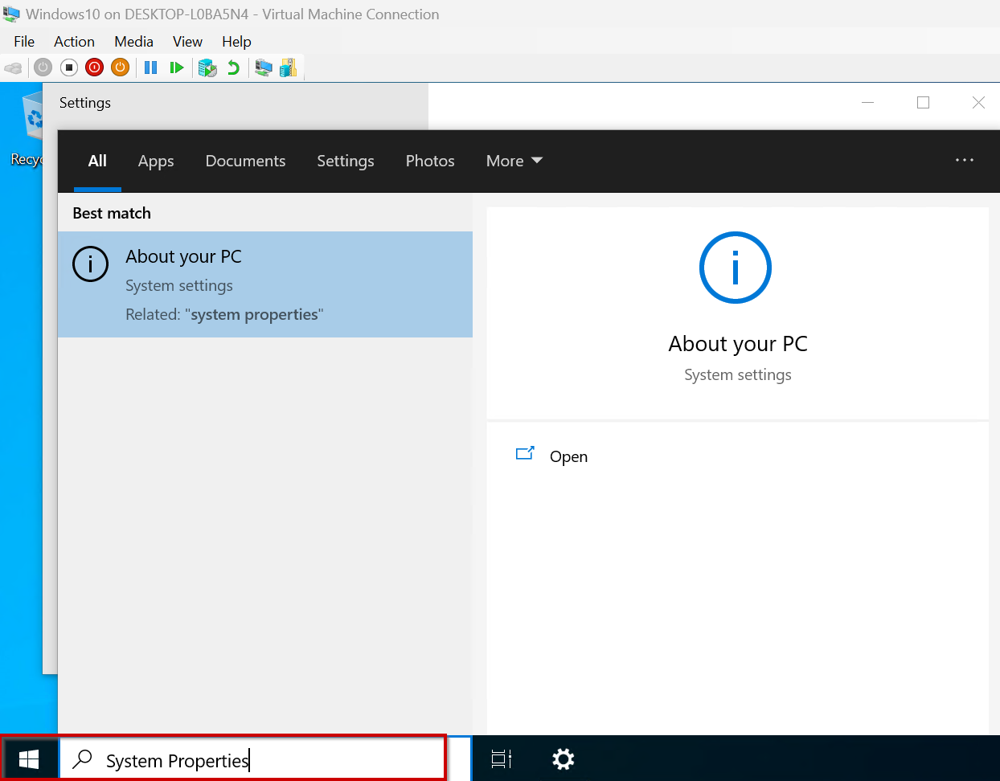 Windows10 on DESKTOP-L0BA5N4 - Virtual Machine Connection
File Action Media View Help
Settings
Recyc
All Apps Documents Settings Photos More
Best match
About your PC
System settings
Related: "system properties"
About your PC
System settings
Open
System Properties